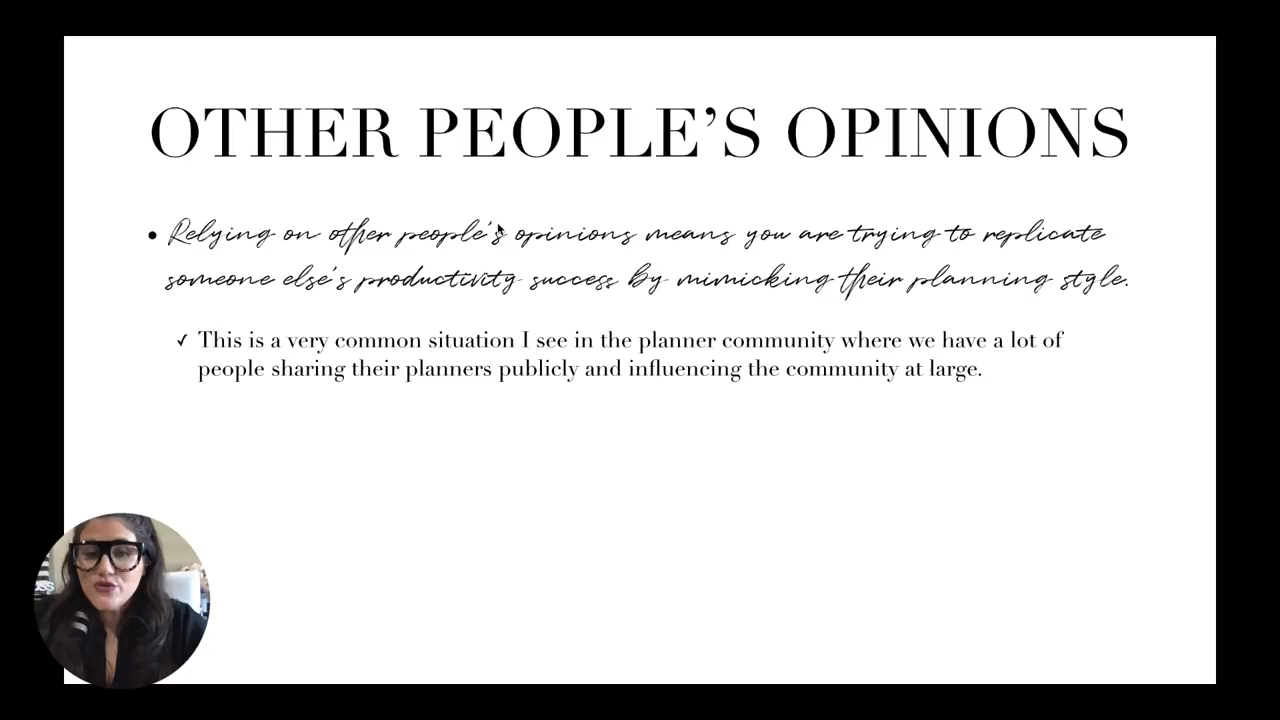 OTHER PEOPLE’S OPINIONS
• Relying on other people’s opinions means you are trying to replicate
someone else’s productivity success by mimicking their planning style.
✓ This is a very common situation I see in the planner community where we have a lot of
people sharing their planners publicly and influencing the community at large.